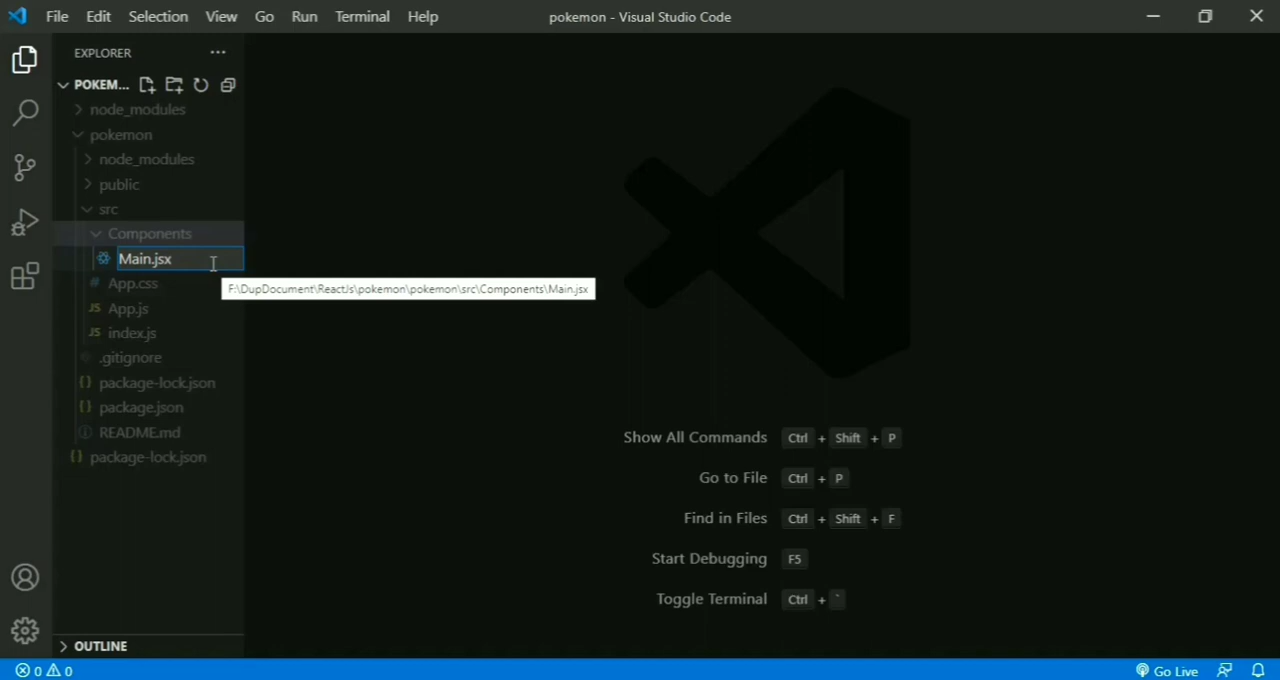 File Edit Selection View Go Run Terminal Help
pokemon - Visual Studio Code
EXPLORER
POKEM...
node_modules
pokemon
node_modules
public
src
Components
Main.jsx
# App.css
F:\DupDocument\ReactJs\pokemon\pokemon\src\Components\Main.jsx
JS App.js
JS index.js
.gitignore
{} package-lock.json
{} package.json
README.md
{} package-lock.json
Show All Commands Ctrl + Shift + P
Go to File Ctrl + P
Find in Files Ctrl + Shift + F
Start Debugging F5
Toggle Terminal Ctrl + `
OUTLINE
0 0
Go Live